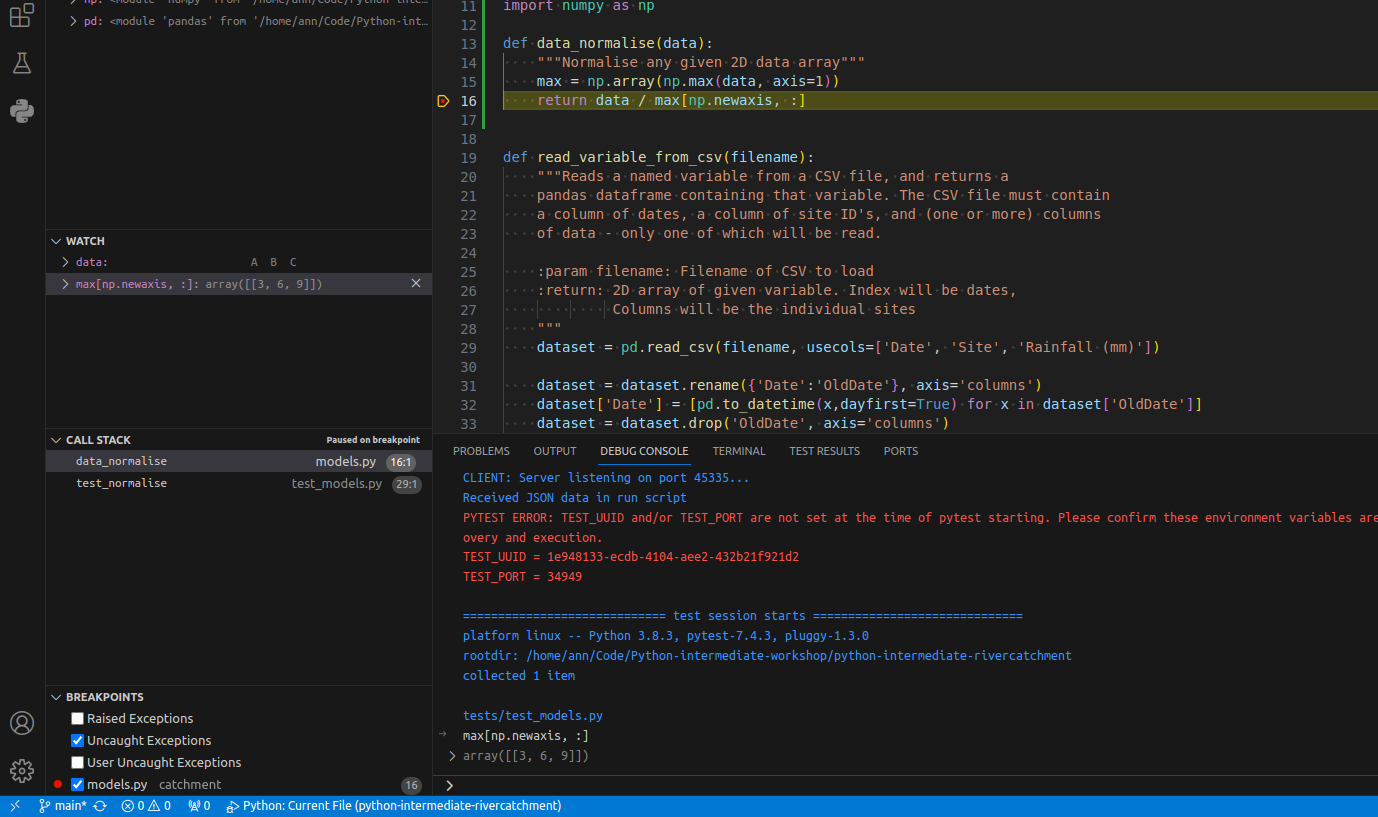 np: <module 'numpy' from '/home/ann/Code/Python-inte...
pd: <module 'pandas' from '/home/ann/Code/Python-int...
WATCH
data: A B C
max[np.newaxis, :]: array([[3, 6, 9]])
CALL STACK
Paused on breakpoint
data_normalise models.py 16:1
test_normalise test_models.py 29:1
BREAKPOINTS
Raised Exceptions
Uncaught Exceptions
User Uncaught Exceptions
models.py catchment 16
11 import numpy as np
12
13 def data_normalise(data):
14 """Normalise any given 2D data array"""
15 max = np.array(np.max(data, axis=1))
16 return data / max[np.newaxis, :]
17
18
19 def read_variable_from_csv(filename):
20 """Reads a named variable from a CSV file, and returns a
21 pandas dataframe containing that variable. The CSV file must contain
22 a column of dates, a column of site ID's, and (one or more) columns
23 of data - only one of which will be read.
24
25 :param filename: Filename of CSV to load
26 :return: 2D array of given variable. Index will be dates,
27 Columns will be the individual sites
28 """
29 dataset = pd.read_csv(filename, usecols=['Date', 'Site', 'Rainfall (mm)'])
30
31 dataset = dataset.rename({'Date':'OldDate'}, axis='columns')
32 dataset['Date'] = [pd.to_datetime(x,dayfirst=True) for x in dataset['OldDate']]
33 dataset = dataset.drop('OldDate', axis='columns')
PROBLEMS OUTPUT DEBUG CONSOLE TERMINAL TEST RESULTS PORTS
CLIENT: Server listening on port 45335...
Received JSON data in run script
PYTEST ERROR: TEST_UUID and/or TEST_PORT are not set at the time of pytest starting. Please confirm these environment variables are
overy and execution.
TEST_UUID = 1e948133-ecdb-4104-aee2-432b21f921d2
TEST_PORT = 34949
============================= test session starts ==============================
platform linux -- Python 3.8.3, pytest-7.4.3, pluggy-1.3.0
rootdir: /home/ann/Code/Python-intermediate-workshop/python-intermediate-rivercatchment
collected 1 item
tests/test_models.py
max[np.newaxis, :]
array([[3, 6, 9]])
main* 0 0 0 Python: Current File (python-intermediate-rivercatchment)